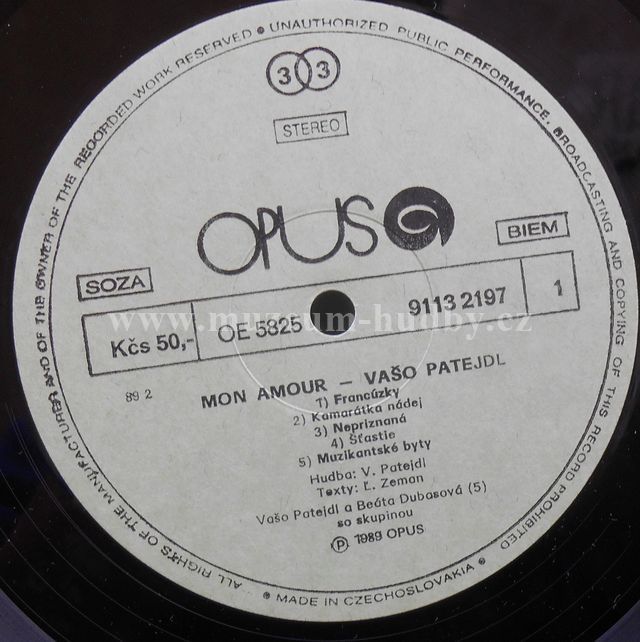 ALL RIGHTS OF THE MANUFACTURER AND OF THE OWNER OF THE RECORDED WORK RESERVED ● UNAUTHORIZED PUBLIC PERFORMANCE, BROADCASTING AND COPYING OF THIS RECORD PROHIBITED
33
STEREO
OPUS
BIEM
SOZA
Kčs 50,- OE 5825 9113 2197 1
www.muzeum-hudby.cz
89 2
MON AMOUR – VAŠO PATEJDL
1) Francúzky
2) Kamarátka nádej
3) Nepriznaná
4) Šťastie
5) Muzikantské byty
Hudba: V. Patejdl
Texty: Ľ. Zeman
Vašo Patejdl a Beáta Dubasová (5)
so skupinou
Ⓟ 1989 OPUS
● MADE IN CZECHOSLOVAKIA ●